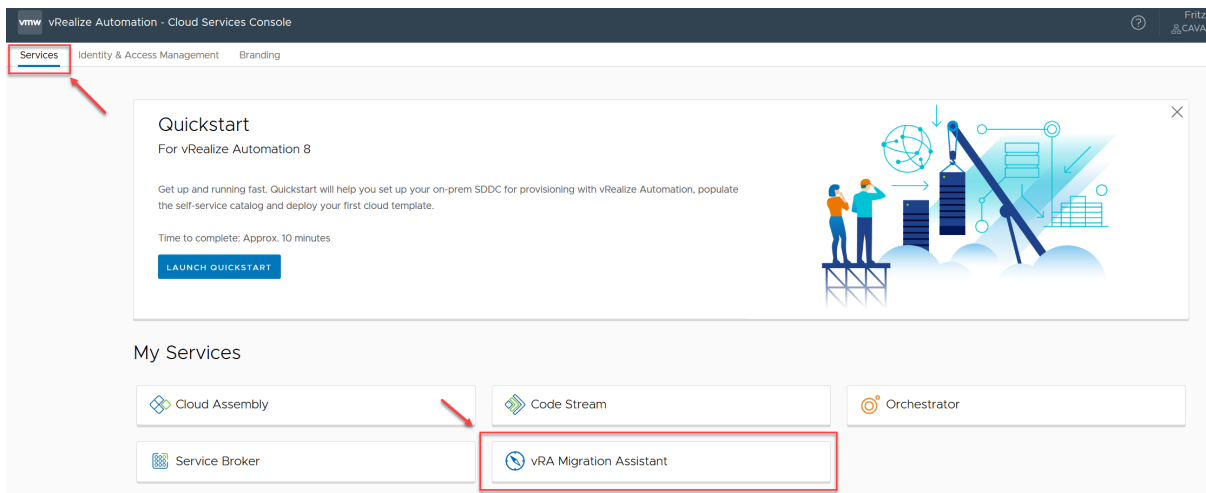 vmw vRealize Automation - Cloud Services Console
?
Fritz
CAVA
Services Identity & Access Management Branding
Quickstart
For vRealize Automation 8
Get up and running fast. Quickstart will help you set up your on-prem SDDC for provisioning with vRealize Automation, populate
the self-service catalog and deploy your first cloud template.
Time to complete: Approx. 10 minutes
LAUNCH QUICKSTART
My Services
Cloud Assembly
Code Stream
Orchestrator
Service Broker
vRA Migration Assistant